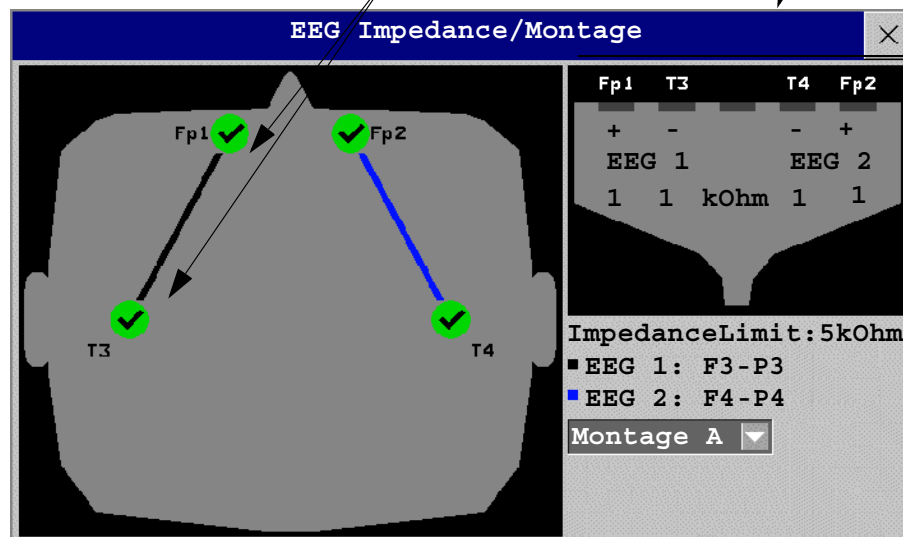 EEG Impedance/Montage
Fp1
Fp2
T3
T4
Fp1 T3 T4 Fp2
+ - - +
EEG 1 EEG 2
1 1 kOhm 1 1
ImpedanceLimit:5kOhm
EEG 1: F3-P3
EEG 2: F4-P4
Montage A